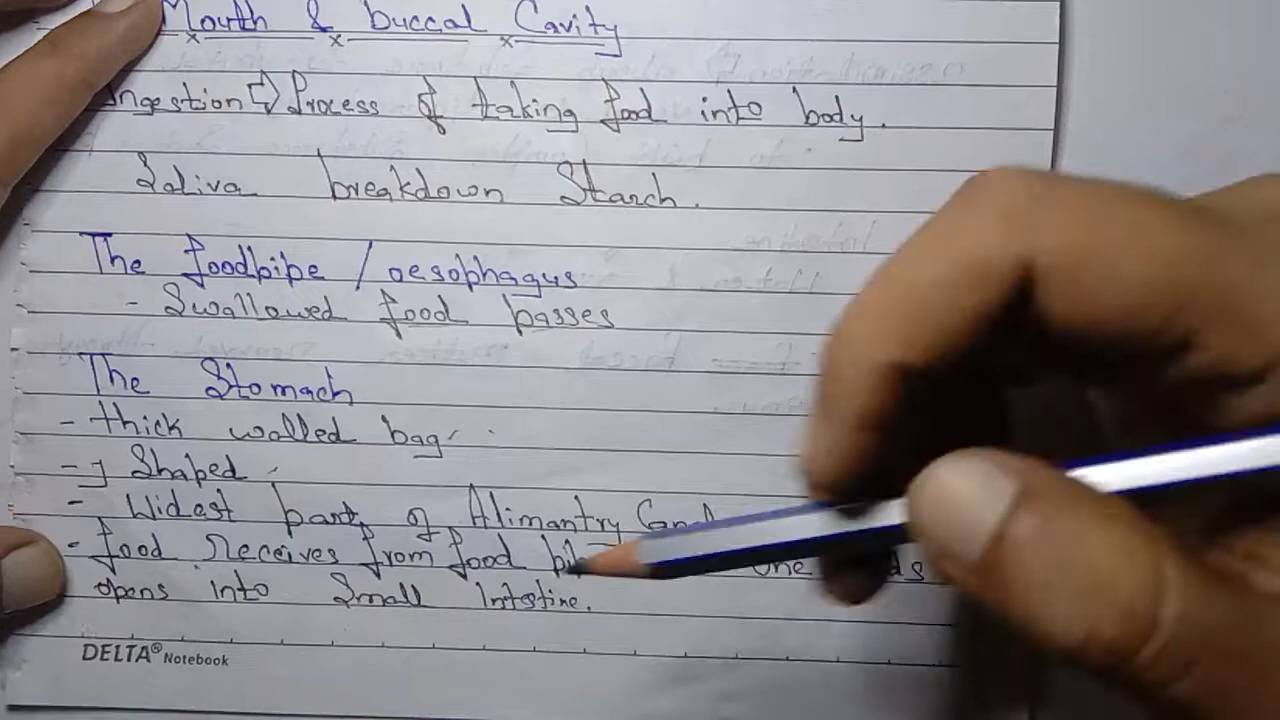 Mouth & buccal Cavity
Ingestion ⇨ Process of taking food into body.
Saliva breakdown Starch.
The foodpipe / oesophagus
- Swallowed food passes
The Stomach
- thick walled bag
- J Shaped
- Widest part of Alimantry
- food Receives from food
opens into Small Intestine.
DELTA® Notebook